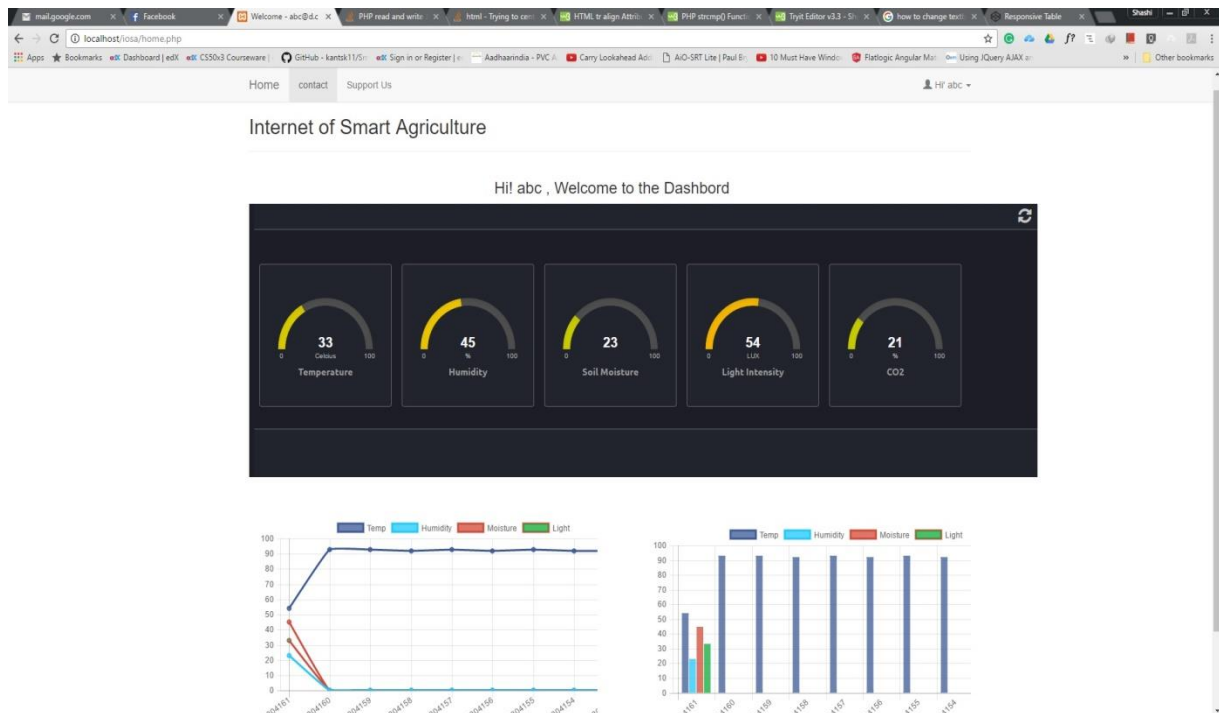 mail.google.com
Facebook
Welcome - abc@d.c
PHP read and write
html - Trying to cent
HTML tr align Attrib
PHP strcmp() Functi
Tryit Editor v3.3 - Sh
how to change text
Responsive Table
Shashi
localhost/iosa/home.php
Apps
Bookmarks
Dashboard | edX
CS50x3 Courseware |
GitHub - kantsk11/Sm
Sign in or Register | e
Aadhaarindia - PVC A
Carry Lookahead Add
AiO-SRT Lite | Paul Br
10 Must Have Windo
Flatlogic Angular Mat
Using JQuery AJAX an
Other bookmarks
Home contact Support Us Hi' abc
Internet of Smart Agriculture
Hi! abc , Welcome to the Dashbord
33
0 Celsius 100
Temperature
45
0 % 100
Humidity
23
0 100
Soil Moisture
54
0 LUX 100
Light Intensity
21
0 % 100
CO2
Temp Humidity Moisture Light
100
90
80
70
60
50
40
30
20
10
0
Temp Humidity Moisture Light
100
90
80
70
60
50
40
30
20
10
0